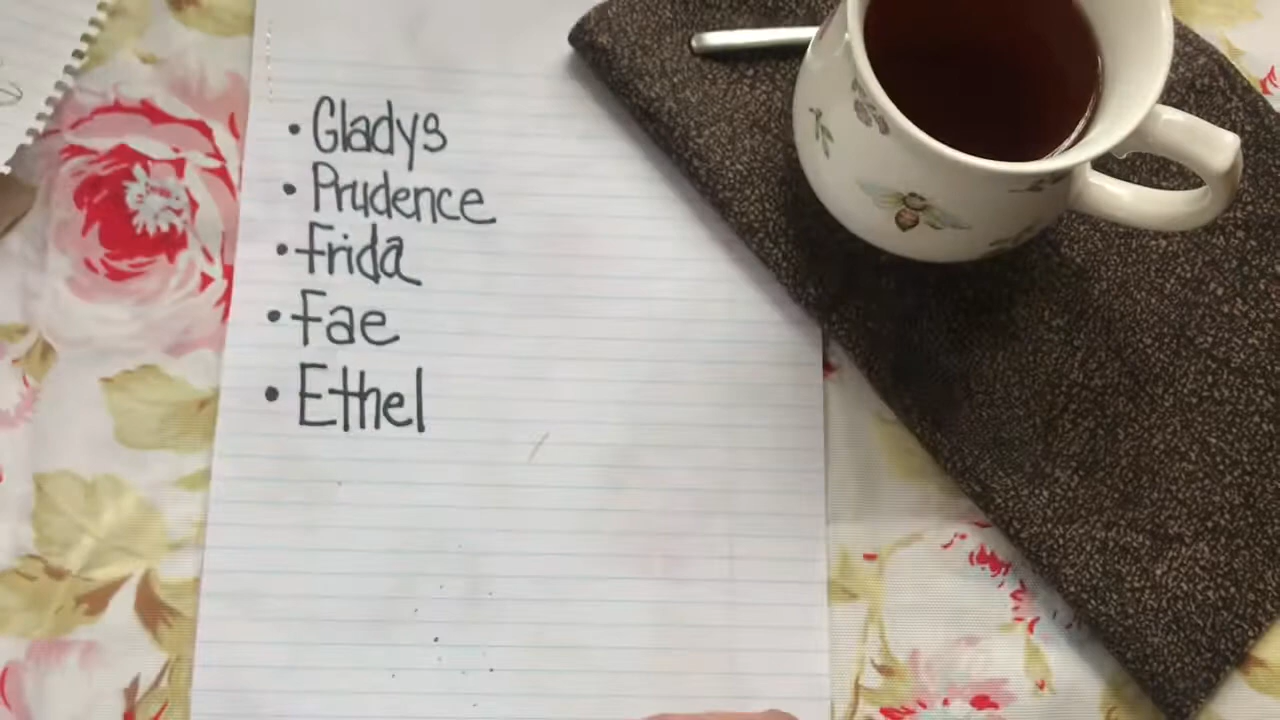 • Gladys
• Prudence
• Frida
• Fae
• Ethel